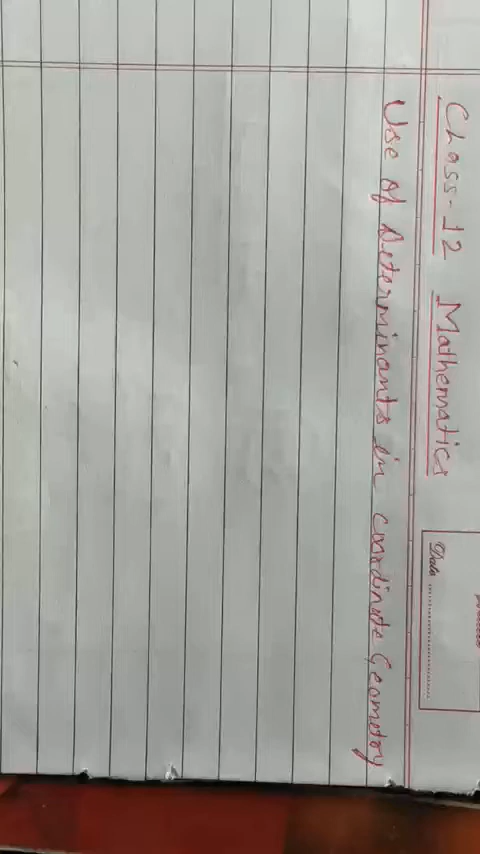 Class-12 Mathematics
Date
Use of Determinants in coordinate Geometry